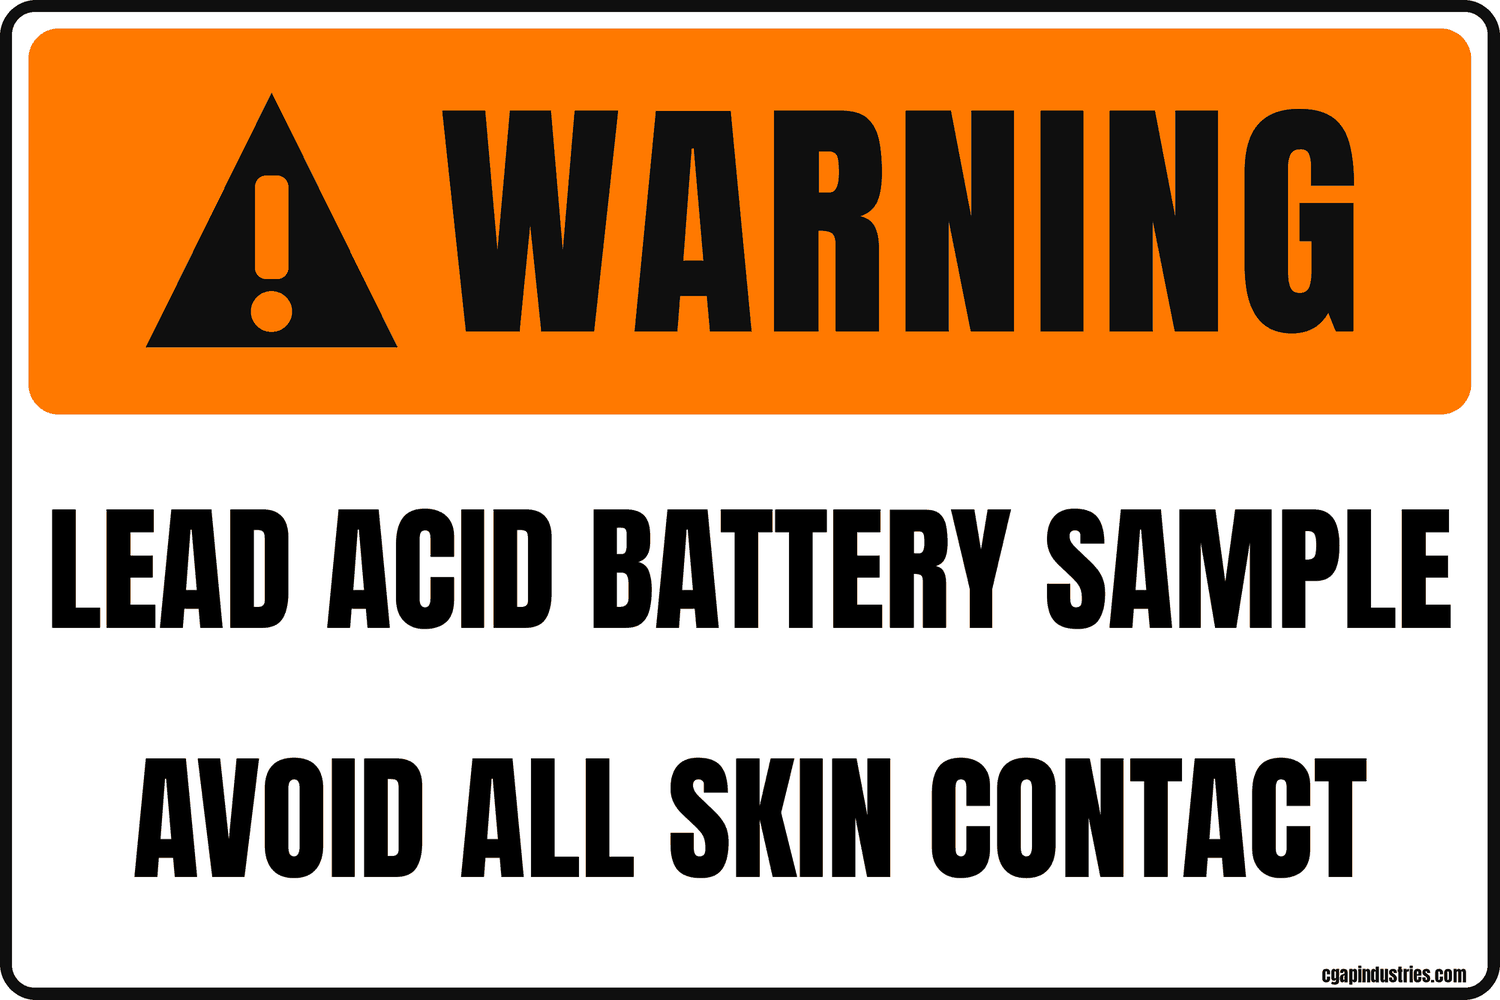 WARNING
LEAD ACID BATTERY SAMPLE
AVOID ALL SKIN CONTACT
cgapindustries.com